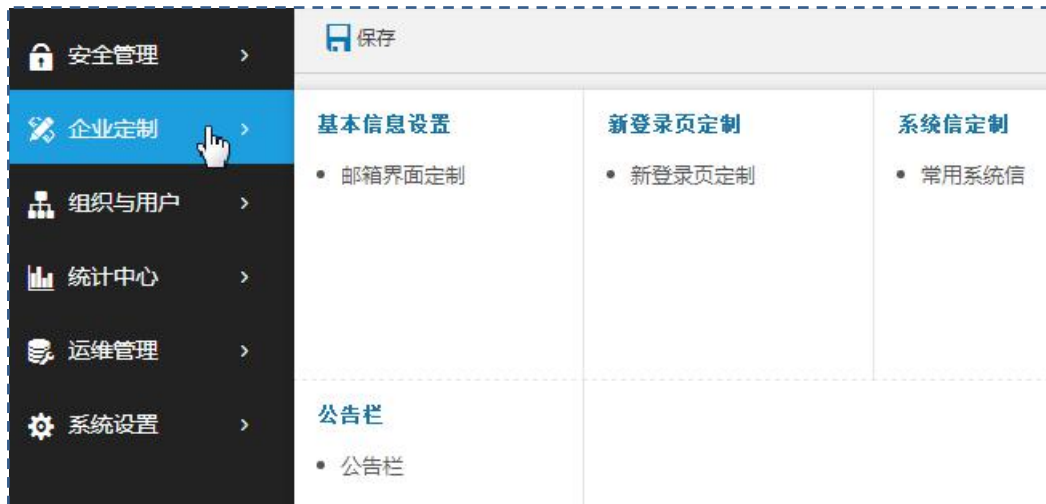 安全管理
企业定制
组织与用户
统计中心
运维管理
系统设置
保存
基本信息设置
邮箱界面定制
新登录页定制
新登录页定制
系统信定制
常用系统信
公告栏
公告栏